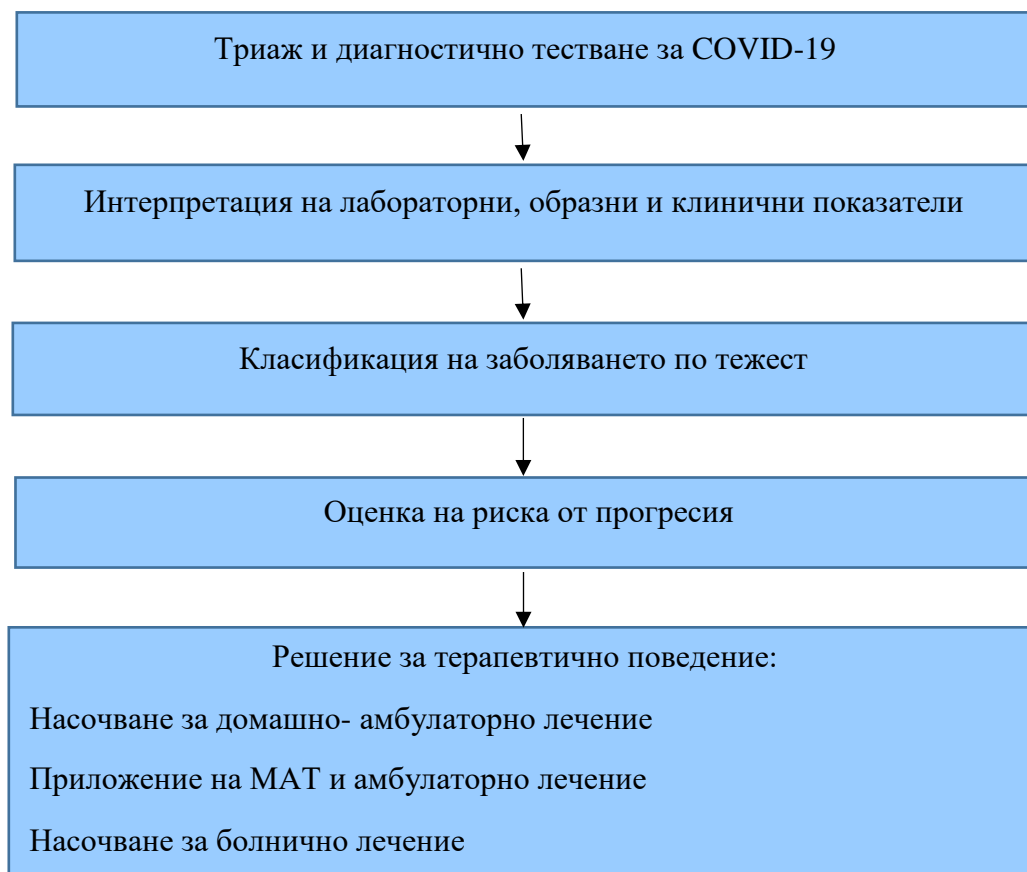 Триаж и диагностично тестване за COVID-19
Интерпретация на лабораторни, образни и клинични показатели
Класификация на заболяването по тежест
Оценка на риска от прогресия
Решение за терапевтично поведение:
Насочване за домашно- амбулаторно лечение
Приложение на МАТ и амбулаторно лечение
Насочване за болнично лечение